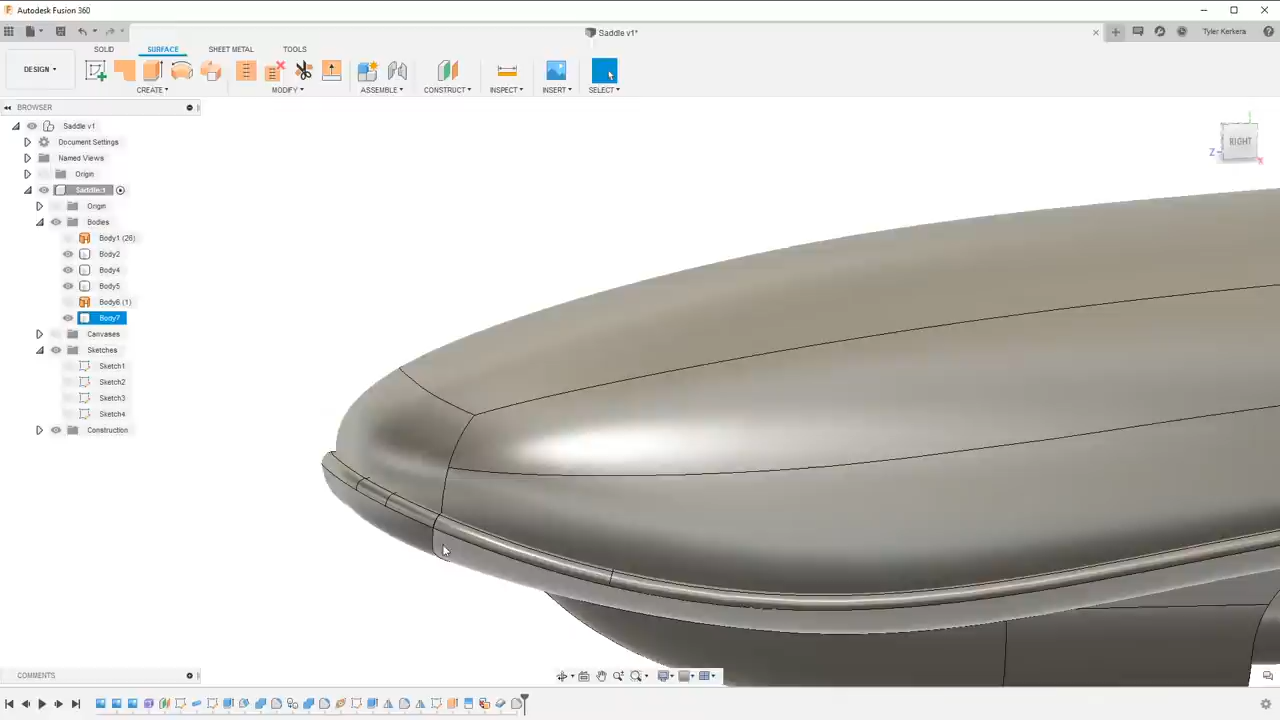 Autodesk Fusion 360
Saddle v1*
Tyler Kerkera
DESIGN
SOLID SURFACE SHEET METAL TOOLS
CREATE MODIFY ASSEMBLE CONSTRUCT INSPECT INSERT SELECT
BROWSER
Saddle v1
Document Settings
Named Views
Origin
Saddle:1
Origin
Bodies
Body1 (26)
Body2
Body4
Body5
Body6 (1)
Body7
Canvases
Sketches
Sketch1
Sketch2
Sketch3
Sketch4
Construction
RIGHT
Z
X
COMMENTS